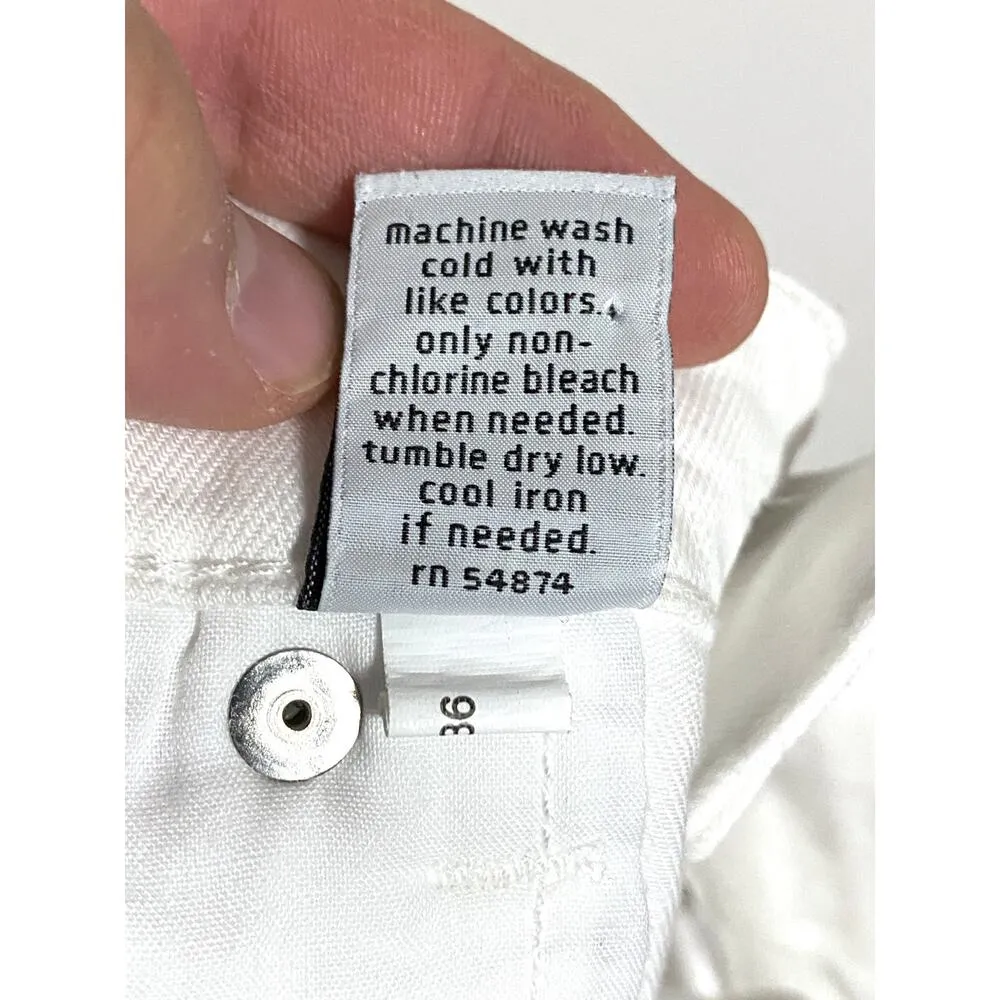 machine wash
cold with
like colors.
only non-
chlorine bleach
when needed.
tumble dry low.
cool iron
if needed.
rn 54874
36